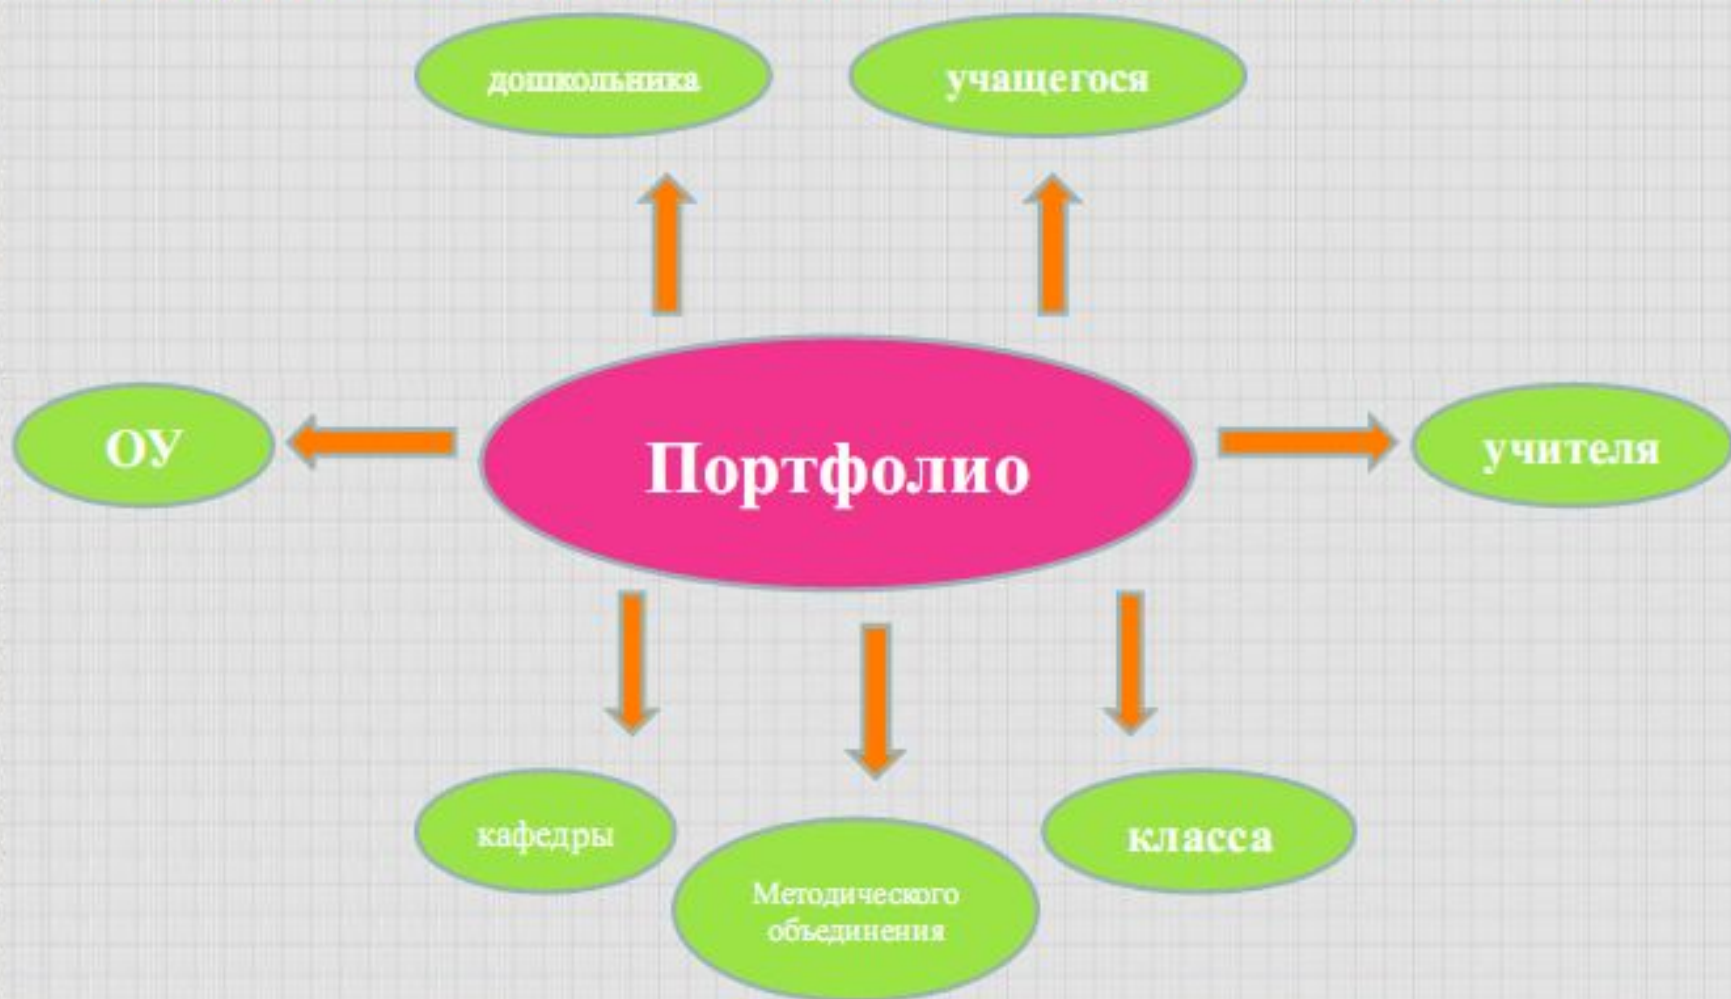 дошкольника
учащегося
ОУ
Портфолио
учителя
кафедры
Методического
объединения
класса